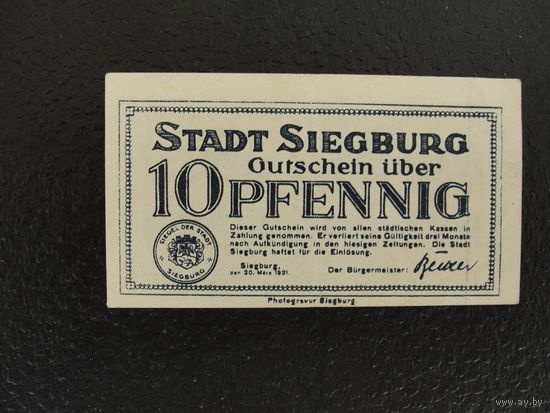 STADT SIEGBURG
Gutschein über
10 PFENNIG
Dieser Gutschein wird von allen städtischen Kassen in
Zahlung genommen. Er verliert seine Gültigkeit drei Monate
nach Aufkündigung in den hiesigen Zeitungen. Die Stadt
Siegburg haftet für die Einlösung.
Siegburg,
den 20. März 1921.
Der Bürgermeister:
SIEGEL DER STADT
SIEGBURG
Photogravur Siegburg.
www.ay.by